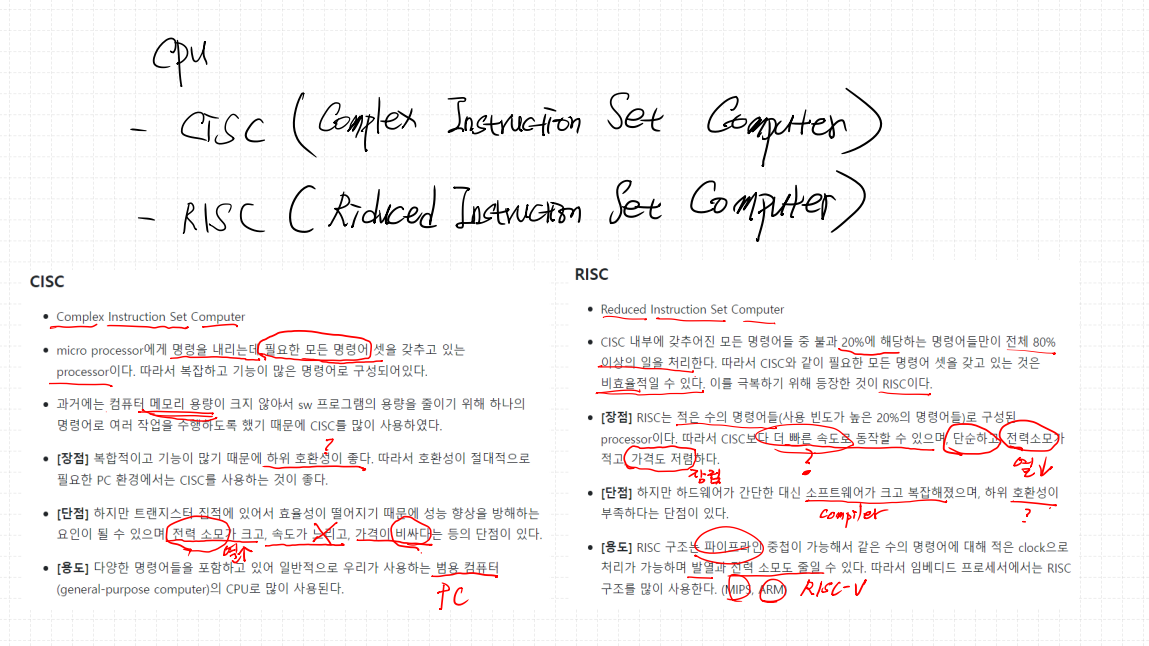 CPU
- CISC (Complex Instruction Set Computer)
- RISC (Riduced Instruction Set Computer)
CISC
• Complex Instruction Set Computer
• micro processor에게 명령을 내리는데 필요한 모든 명령어 셋을 갖추고 있는
processor이다. 따라서 복잡하고 기능이 많은 명령어로 구성되어있다.
• 과거에는 컴퓨터 메모리 용량이 크지 않아서 sw 프로그램의 용량을 줄이기 위해 하나의
명령어로 여러 작업을 수행하도록 했기 때문에 CISC를 많이 사용하였다.
?
• [장점] 복합적이고 기능이 많기 때문에 하위 호환성이 좋다. 따라서 호환성이 절대적으로
필요한 PC 환경에서는 CISC를 사용하는 것이 좋다.
• [단점] 하지만 트랜지스터 집적에 있어서 효율성이 떨어지기 때문에 성능 향상을 방해하는
요인이 될 수 있으며 전력 소모가 크고, 속도가 느리고, 가격이 비싸다는 등의 단점이 있다.
열↑
• [용도] 다양한 명령어들을 포함하고 있어 일반적으로 우리가 사용하는 범용 컴퓨터
(general-purpose computer)의 CPU로 많이 사용된다.
PC
RISC
• Reduced Instruction Set Computer
• CISC 내부에 갖추어진 모든 명령어들 중 불과 20%에 해당하는 명령어들만이 전체 80%
이상의 일을 처리한다. 따라서 CISC와 같이 필요한 모든 명령어 셋을 갖고 있는 것은
비효율적일 수 있다. 이를 극복하기 위해 등장한 것이 RISC이다.
• [장점] RISC는 적은 수의 명령어들(사용 빈도가 높은 20%의 명령어들)로 구성된
processor이다. 따라서 CISC보다 더 빠른 속도로 동작할 수 있으며, 단순하고, 전력소모가
적고 가격도 저렴하다.
장점
?
열↓
• [단점] 하지만 하드웨어가 간단한 대신 소프트웨어가 크고 복잡해졌으며, 하위 호환성이
부족하다는 단점이 있다.
compiler
?
• [용도] RISC 구조는 파이프라인 중첩이 가능해서 같은 수의 명령어에 대해 적은 clock으로
처리가 가능하며 발열과 전력 소모도 줄일 수 있다. 따라서 임베디드 프로세서에서는 RISC
구조를 많이 사용한다. (MIPS, ARM)
RISC-V